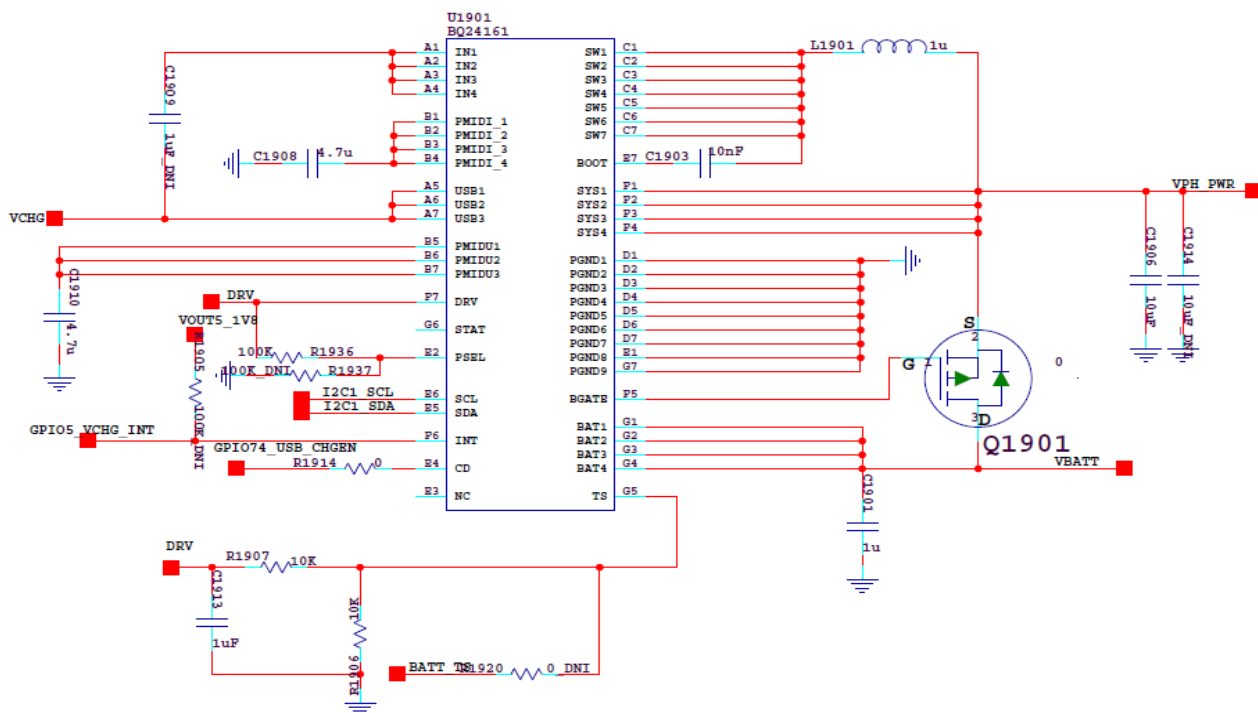 U1901
BQ24161
A1 IN1
A2 IN2
A3 IN3
A4 IN4
B1 PMIDI_1
B2 PMIDI_2
B3 PMIDI_3
B4 PMIDI_4
A5 USB1
A6 USB2
A7 USB3
B5 PMIDU1
B6 PMIDU2
B7 PMIDU3
F7 DRV
G6 STAT
E2 PSEL
E6 SCL
E5 SDA
F6 INT
E4 CD
E3 NC
SW1 C1
SW2 C2
SW3 C3
SW4 C4
SW5 C5
SW6 C6
SW7 C7
BOOT E7
SYS1 F1
SYS2 F2
SYS3 F3
SYS4 F4
PGND1 D1
PGND2 D2
PGND3 D3
PGND4 D4
PGND5 D5
PGND6 D6
PGND7 D7
PGND8 E1
PGND9 G7
BGATE F5
BAT1 G1
BAT2 G2
BAT3 G3
BAT4 G4
TS G5
C1909
1uF_DNI
C1908 4.7u
VCHG
C1910
4.7u
DRV
VOUT5_1V8
R1905
100K_DNI
100K R1936
100K_DNI R1937
I2C1_SCL
I2C1_SDA
GPIO5_VCHG_INT
GPIO74_USB_CHGEN
R1914 0
L1901 1u
C1903 10nF
VPH_PWR
C1906
10uF
C1914
10uF_DNI
S
2
G 1
3 D
0
Q1901
VBATT
C1901
1u
DRV
R1907 10K
C1913
1uF
10K
R1906
BATT_TS
R1920 0_DNI